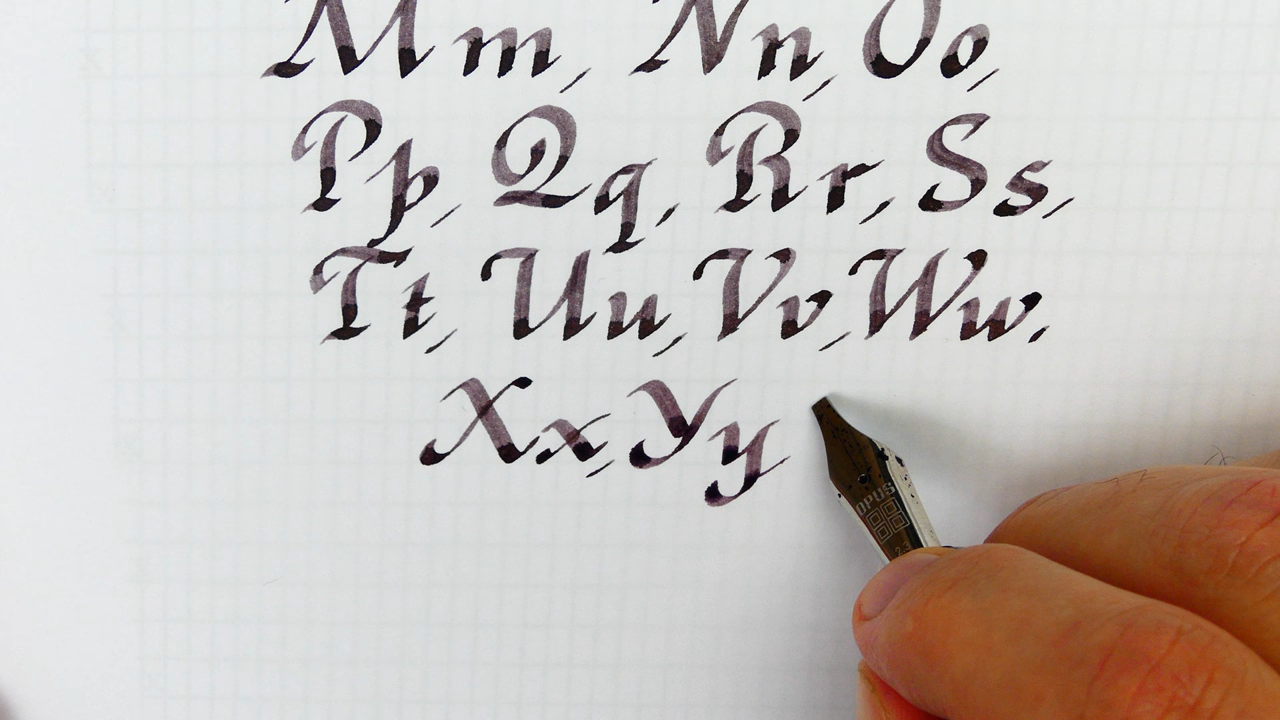 Mm, Nn, Oo,
Pp, Qq, Rr, Ss,
Tt, Uu, Vv, Ww.
Xx, Yy
OPUS